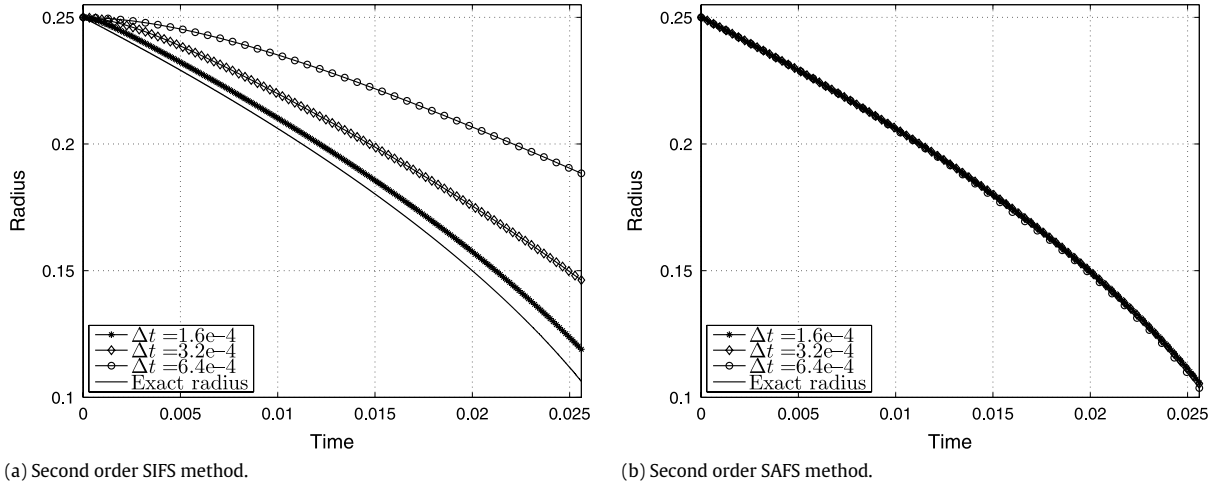 0.25
0.2
0.15
0.1
Radius
0 0.005 0.01 0.015 0.02 0.025
Time
Δt =1.6e–4
Δt =3.2e–4
Δt =6.4e–4
Exact radius
(a) Second order SIFS method.
0.25
0.2
0.15
0.1
Radius
0 0.005 0.01 0.015 0.02 0.025
Time
Δt =1.6e–4
Δt =3.2e–4
Δt =6.4e–4
Exact radius
(b) Second order SAFS method.